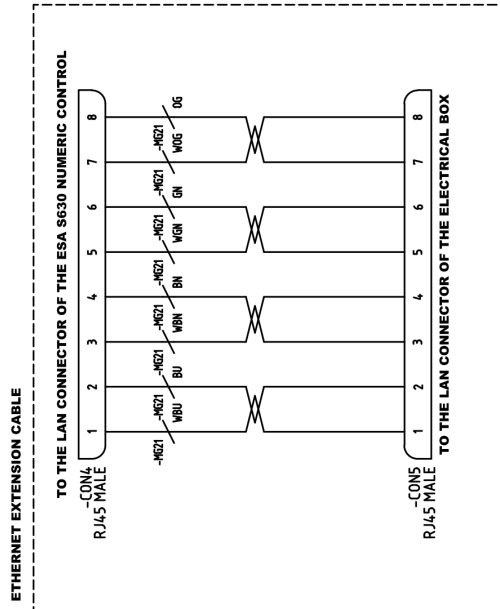 ETHERNET EXTENSION CABLE
TO THE LAN CONNECTOR OF THE ESA S630 NUMERIC CONTROL
-CON4
RJ45 MALE
1
2
3
4
5
6
7
8
-MG21
WBU
-MG21
BU
-MG21
WBN
-MG21
BN
-MG21
WGN
-MG21
GN
-MG21
WOG
-MG21
OG
-CON5
RJ45 MALE
1
2
3
4
5
6
7
8
TO THE LAN CONNECTOR OF THE ELECTRICAL BOX